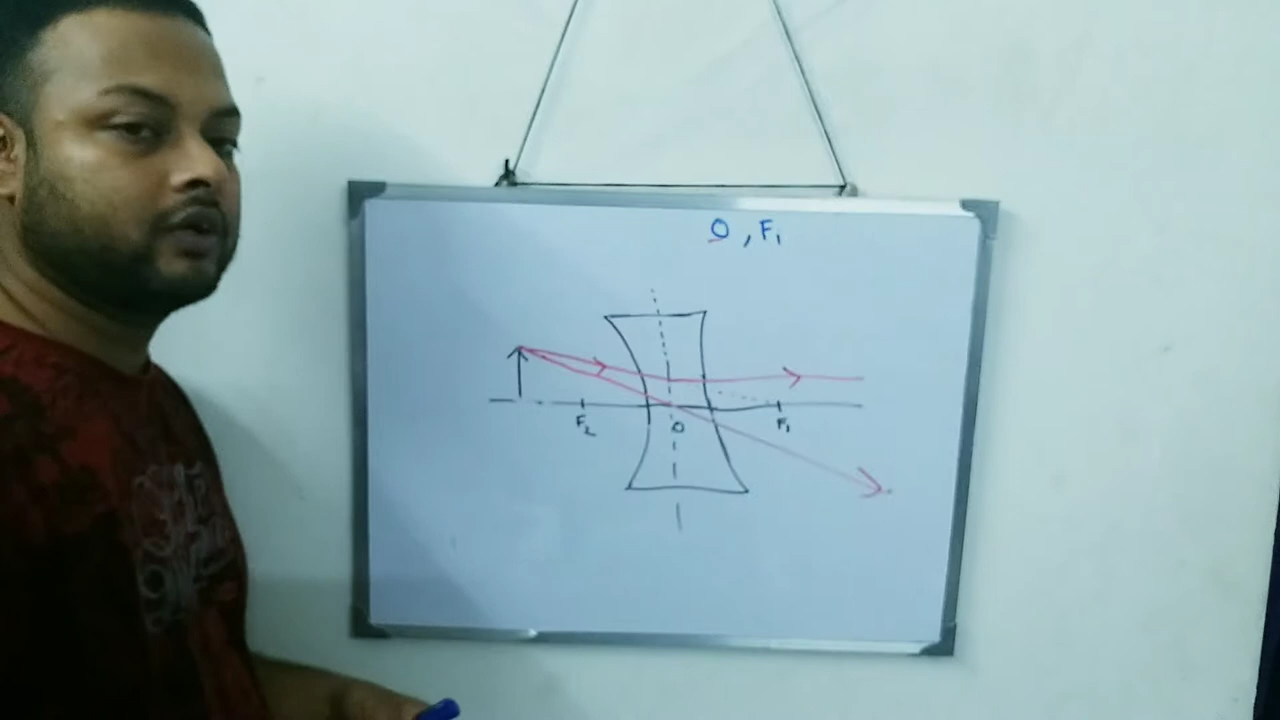 O , F₁
F₂ O F₁